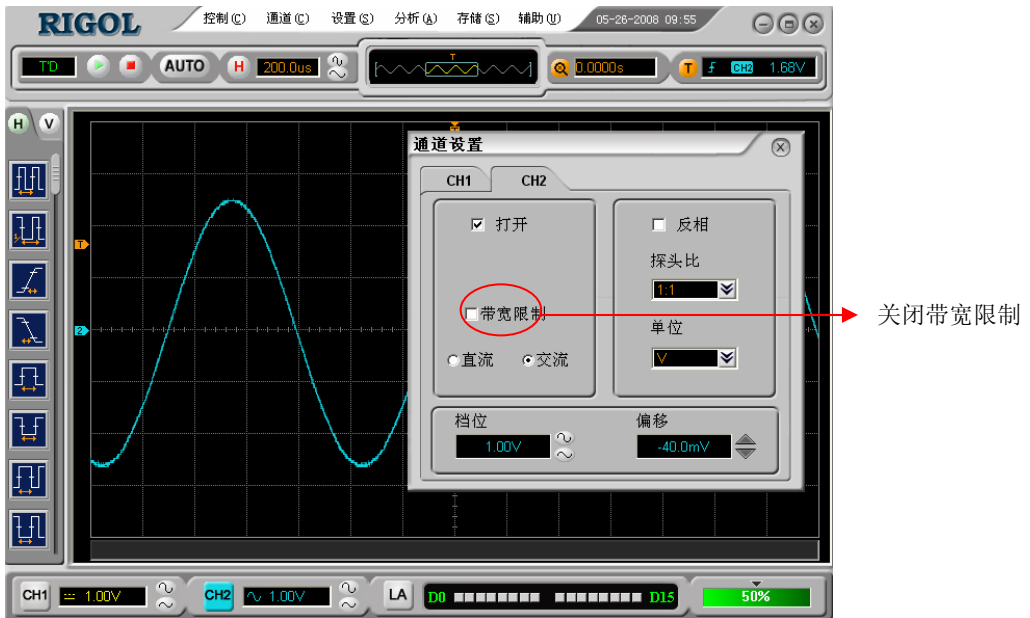 RIGOL 控制(C) 通道(C) 设置(S) 分析(A) 存储(S) 辅助(U) 05-26-2008 09:55
T'D AUTO H 200.0us T 0.0000s T CH2 1.68V
H V
通道设置
CH1 CH2
打开 反相
探头比
1:1
带宽限制 关闭带宽限制
单位
直流 交流 V
档位 偏移
1.00V -40.0mV
T
2
CH1 1.00V CH2 1.00V LA D0 D15 50%